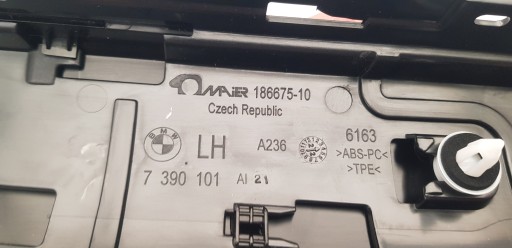 MAIER 186675-10
Czech Republic
BMW
LH A236 6163
>ABS-PC<
>TPE<
7 390 101 AI 21